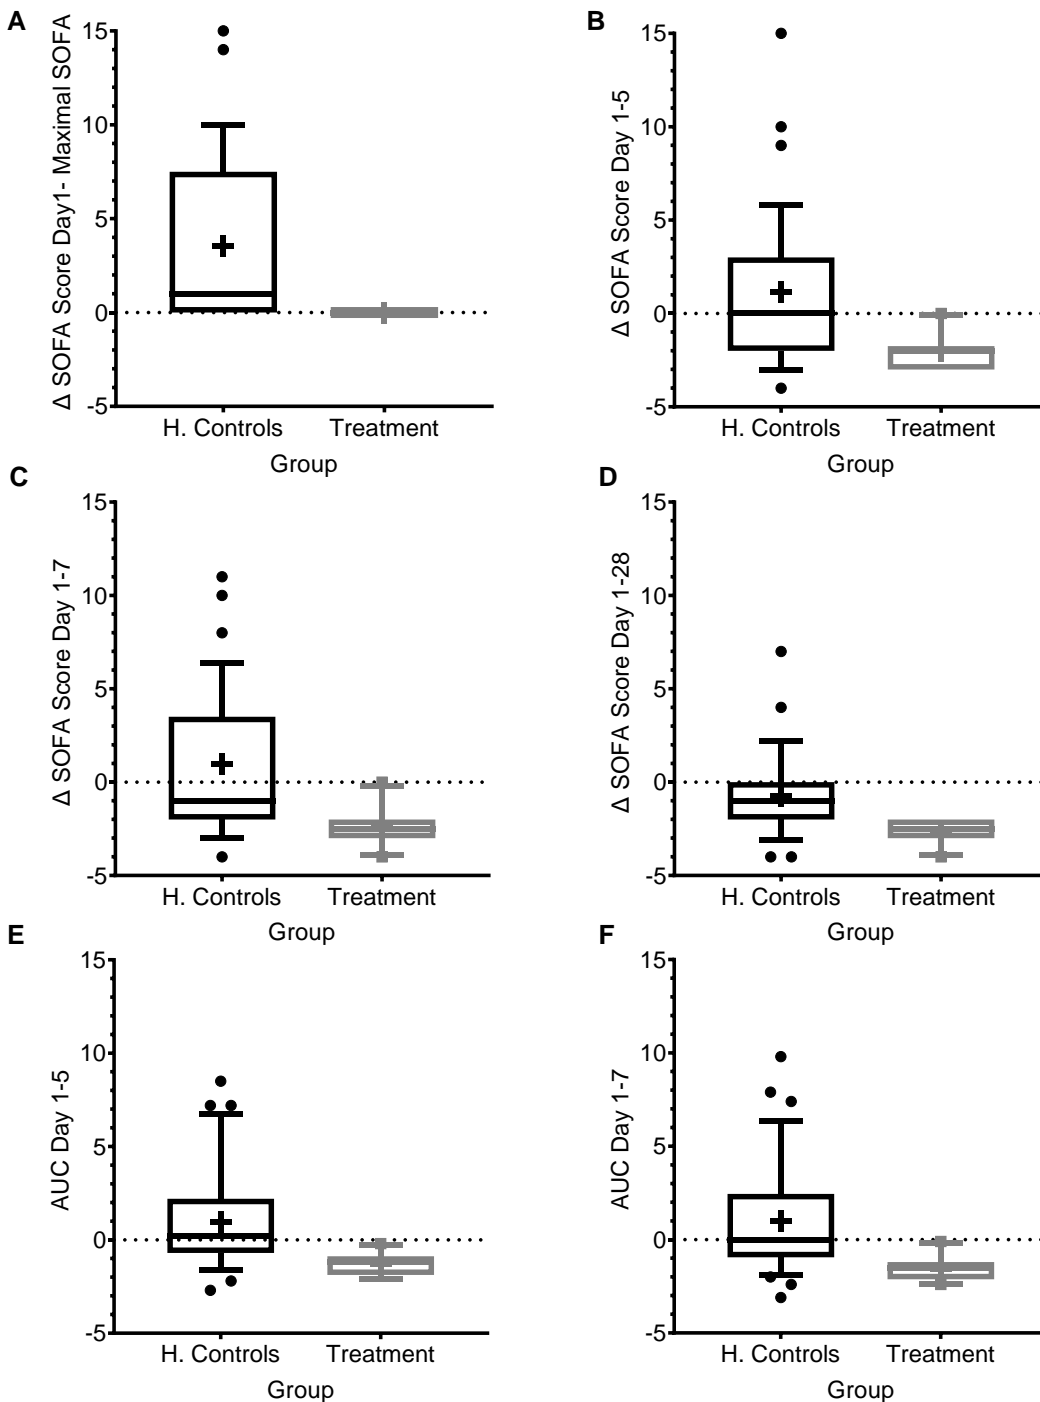 A
Δ SOFA Score Day1- Maximal SOFA
15
10
5
0
-5
H. Controls
Treatment
Group
B
Δ SOFA Score Day 1-5
15
10
5
0
-5
H. Controls
Treatment
Group
C
Δ SOFA Score Day 1-7
15
10
5
0
-5
H. Controls
Treatment
Group
D
Δ SOFA Score Day 1-28
15
10
5
0
-5
H. Controls
Treatment
Group
E
AUC Day 1-5
15
10
5
0
-5
H. Controls
Treatment
Group
F
AUC Day 1-7
15
10
5
0
-5
H. Controls
Treatment
Group